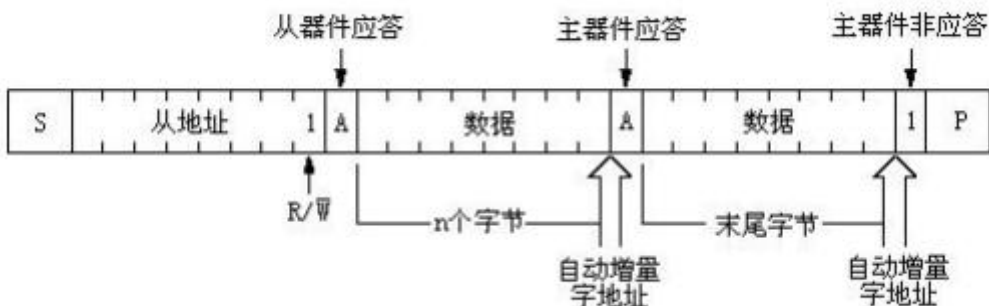 从器件应答 主器件应答 主器件非应答
S 从地址 1 A 数据 A 数据 1 P
R/W̅
n个字节 末尾字节
自动增量 自动增量
字地址 字地址